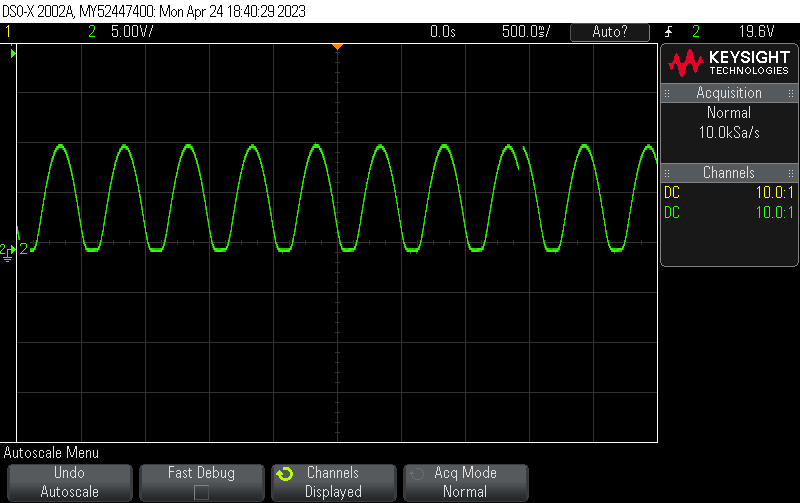 DSO-X 2002A, MY52447400: Mon Apr 24 18:40:29 2023
1 2 5.00V/ 0.0s 500.0ms/ Auto? 2 19.6V
KEYSIGHT
TECHNOLOGIES
Acquisition
Normal
10.0kSa/s
Channels
DC 10.0:1
DC 10.0:1
2 2
Autoscale Menu
Undo
Autoscale
Fast Debug
Channels
Displayed
Acq Mode
Normal